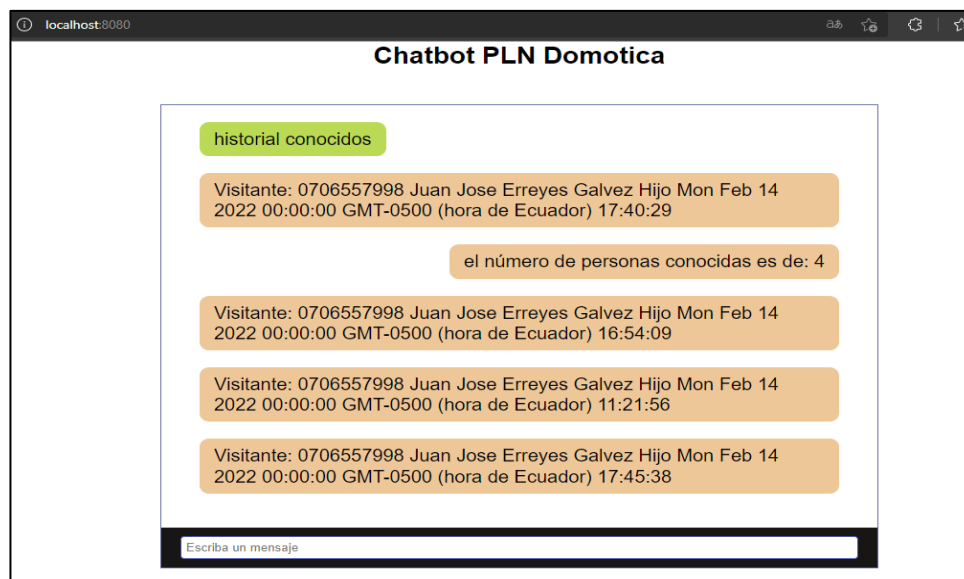 localhost:8080
Chatbot PLN Domotica
historial conocidos
Visitante: 0706557998 Juan Jose Erreyes Galvez Hijo Mon Feb 14
2022 00:00:00 GMT-0500 (hora de Ecuador) 17:40:29
el número de personas conocidas es de: 4
Visitante: 0706557998 Juan Jose Erreyes Galvez Hijo Mon Feb 14
2022 00:00:00 GMT-0500 (hora de Ecuador) 16:54:09
Visitante: 0706557998 Juan Jose Erreyes Galvez Hijo Mon Feb 14
2022 00:00:00 GMT-0500 (hora de Ecuador) 11:21:56
Visitante: 0706557998 Juan Jose Erreyes Galvez Hijo Mon Feb 14
2022 00:00:00 GMT-0500 (hora de Ecuador) 17:45:38
Escriba un mensaje